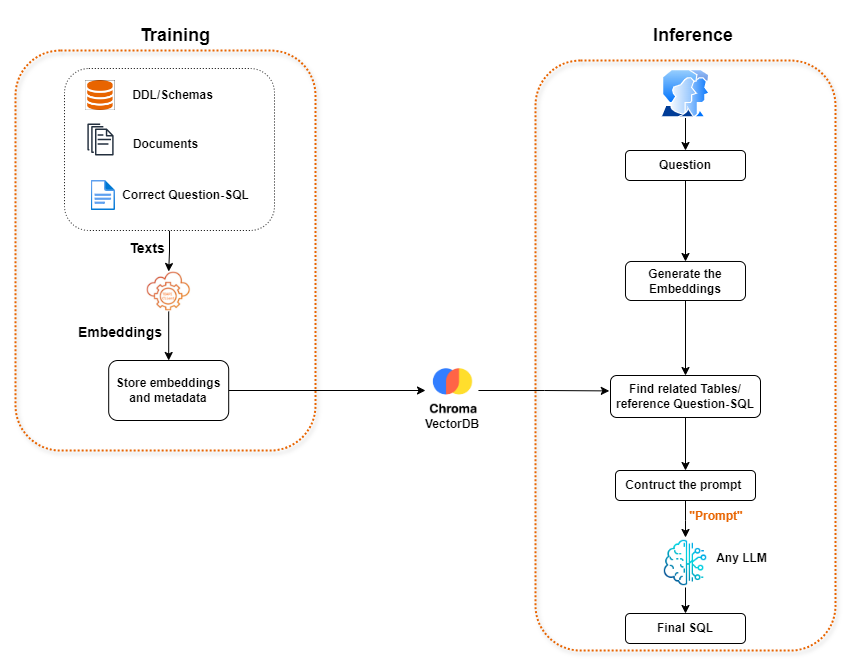 Training
DDL/Schemas
Documents
Correct Question-SQL
Texts
Embeddings
Store embeddings
and metadata
Chroma
VectorDB
Inference
Question
Generate the
Embeddings
Find related Tables/
reference Question-SQL
Contruct the prompt
"Prompt"
Any LLM
Final SQL